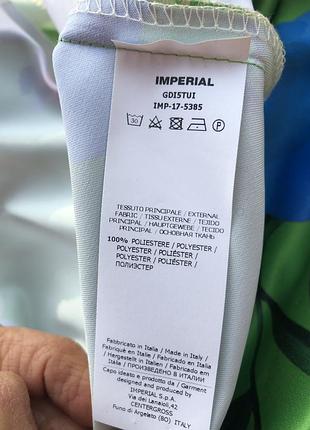 IMPERIAL
GDI5TUI
IMP-17-5385
30
P
TESSUTO PRINCIPALE / EXTERNAL
FABRIC / TISSU EXTERNE / TEJIDO
PRINCIPAL / HAUPTGEWEBE / TECIDO
PRINCIPAL / ОСНОВНАЯ ТКАНЬ
100% POLIESTERE / POLYESTER /
POLYESTER / POLIÉSTER /
POLYESTER / POLIÉSTER /
ПОЛИЭСТЕР
Fabbricato in Italia / Made in Italy /
Fabriqué en Italie / Fabricado en
Italia / Hergestellt in Italien /
Fabricado em Itália / ПРОИЗВЕДЕНО В ИТАЛИИ
Capo ideato e prodotto da / Garment
designed and produced by
IMPERIAL S.p.A.
Via dei Lanaioli,42
CENTERGROSS
Funo di Argelato (BO) ITALY